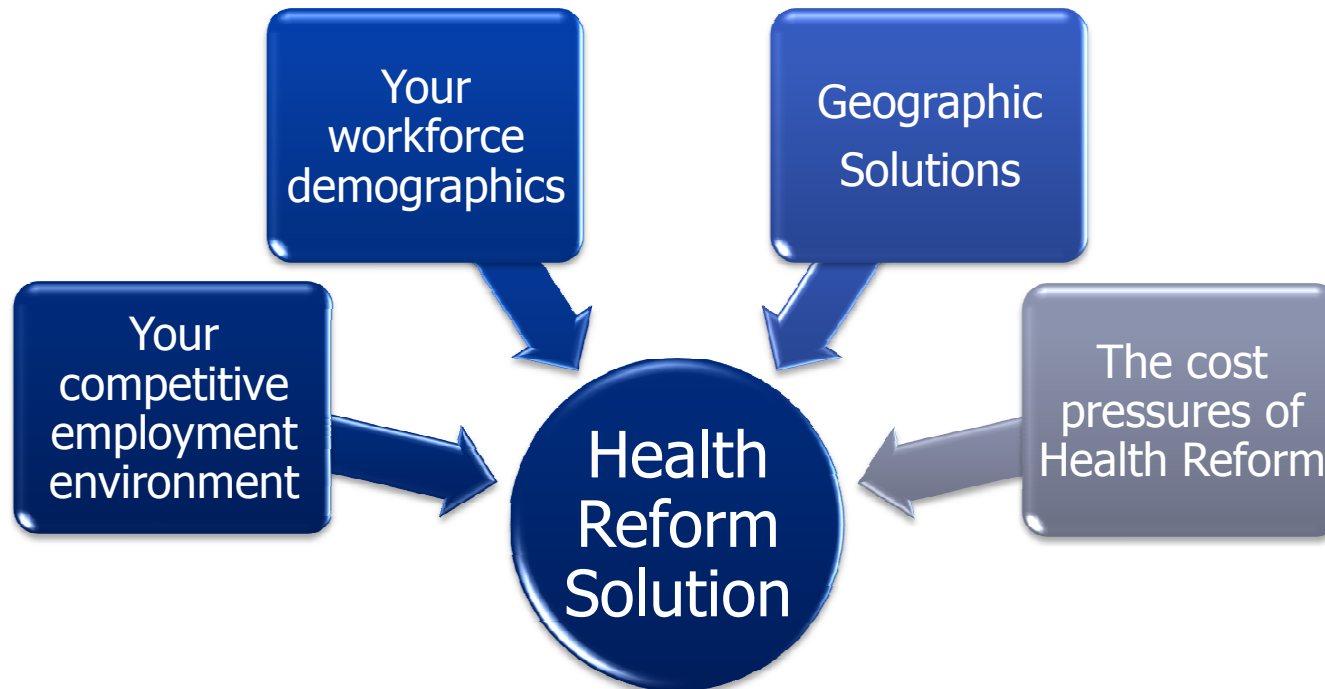 Your
workforce
demographics
Geographic
Solutions
Your
competitive
employment
environment
The cost
pressures of
Health Reform
Health
Reform
Solution